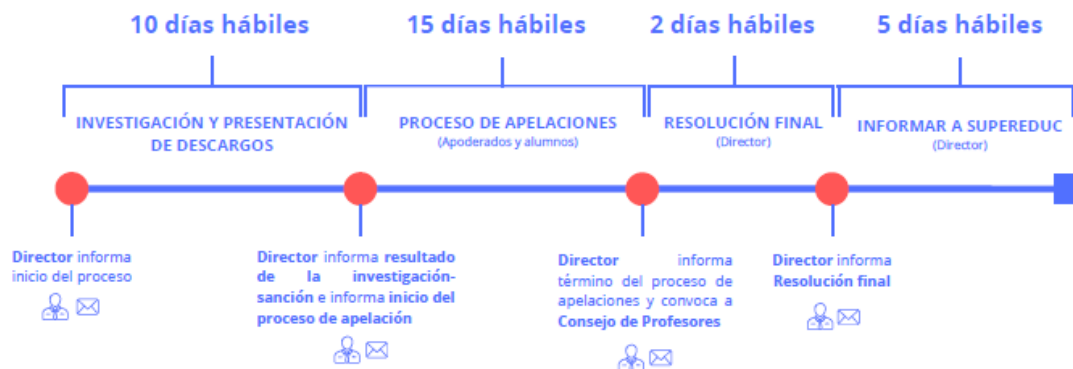 10 días hábiles
15 días hábiles
2 días hábiles
5 días hábiles
INVESTIGACIÓN Y PRESENTACIÓN
DE DESCARGOS
PROCESO DE APELACIONES
(Apoderados y alumnos)
RESOLUCIÓN FINAL
(Director)
INFORMAR A SUPEREDUC
(Director)
Director informa
inicio del proceso
Director informa resultado
de la investigación-
sanción e informa inicio del
proceso de apelación
Director informa
término del proceso de
apelaciones y convoca a
Consejo de Profesores
Director informa
Resolución final